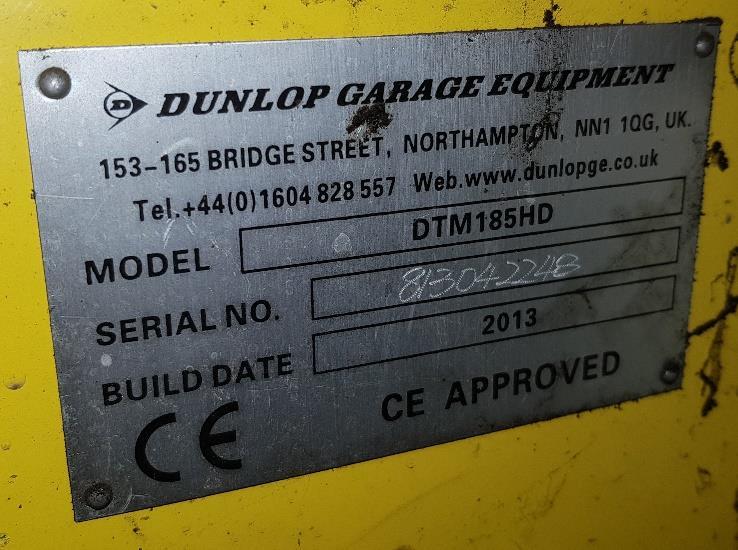 D DUNLOP GARAGE EQUIPMENT
153-165 BRIDGE STREET, NORTHAMPTON, NN1 1QG, UK.
Tel.+44(0)1604 828 557 Web.www.dunlopge.co.uk
MODEL DTM185HD
SERIAL NO. 813042248
BUILD DATE 2013
CE CE APPROVED